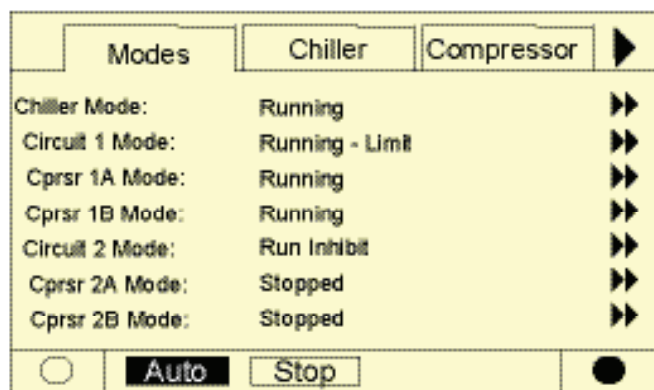 Modes Chiller Compressor
Chiller Mode: Running
Circuit 1 Mode: Running - Limit
Cprsr 1A Mode: Running
Cprsr 1B Mode: Running
Circuit 2 Mode: Run Inhibit
Cprsr 2A Mode: Stopped
Cprsr 2B Mode: Stopped
Auto Stop